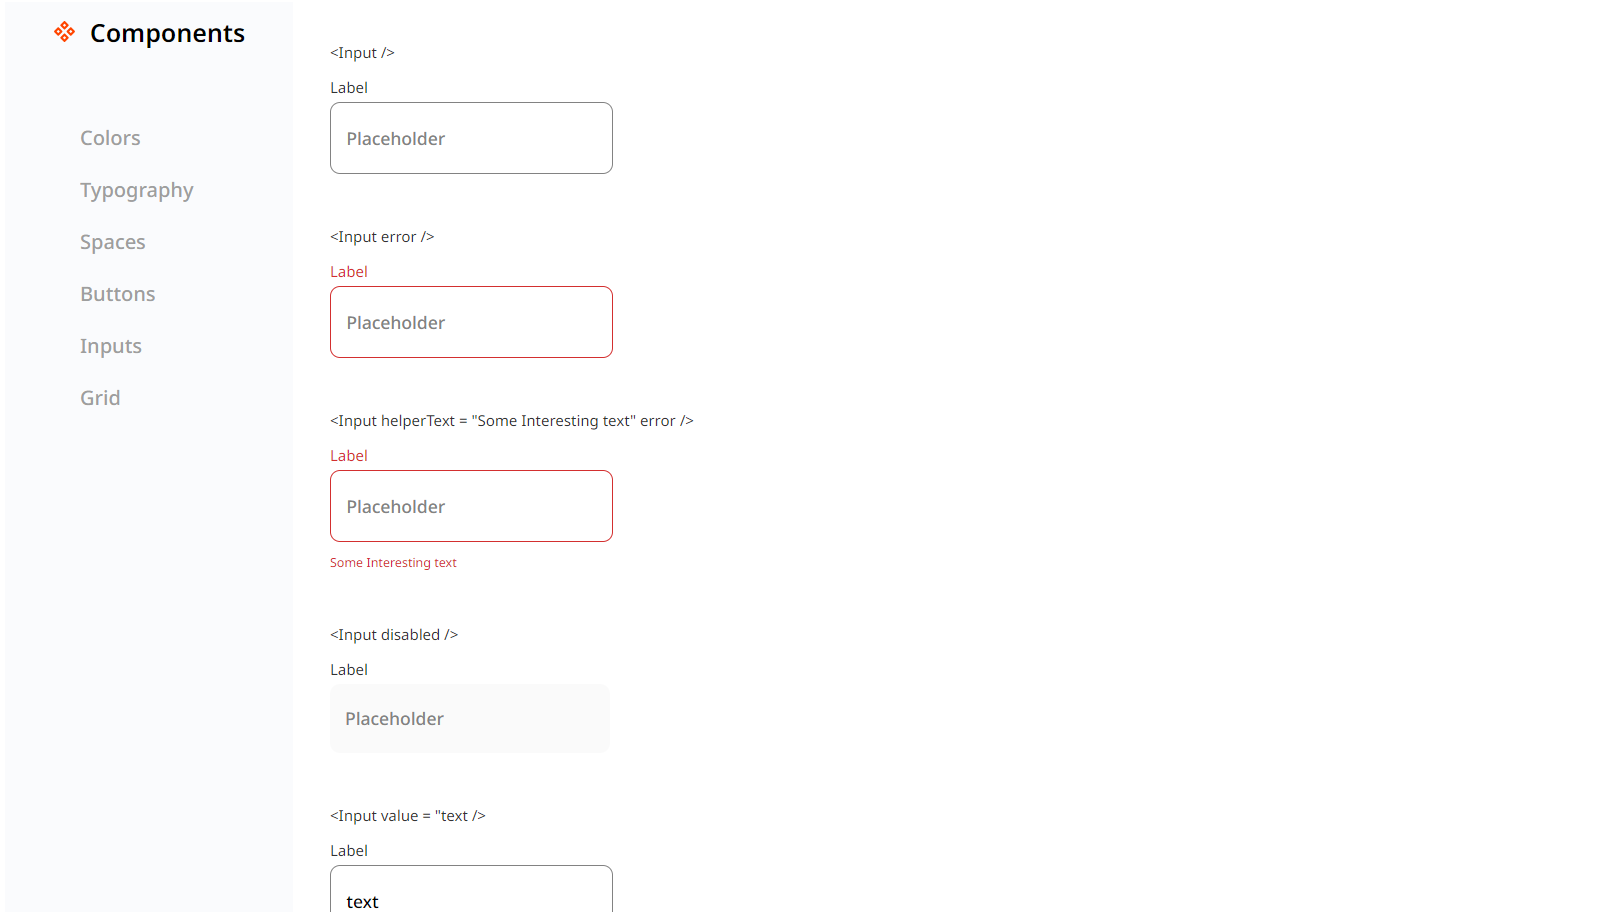 Components
Colors
Typography
Spaces
Buttons
Inputs
Grid
<Input />
Label
Placeholder
<Input error />
Label
Placeholder
<Input helperText = "Some Interesting text" error />
Label
Placeholder
Some Interesting text
<Input disabled />
Label
Placeholder
<Input value = "text />
Label
text